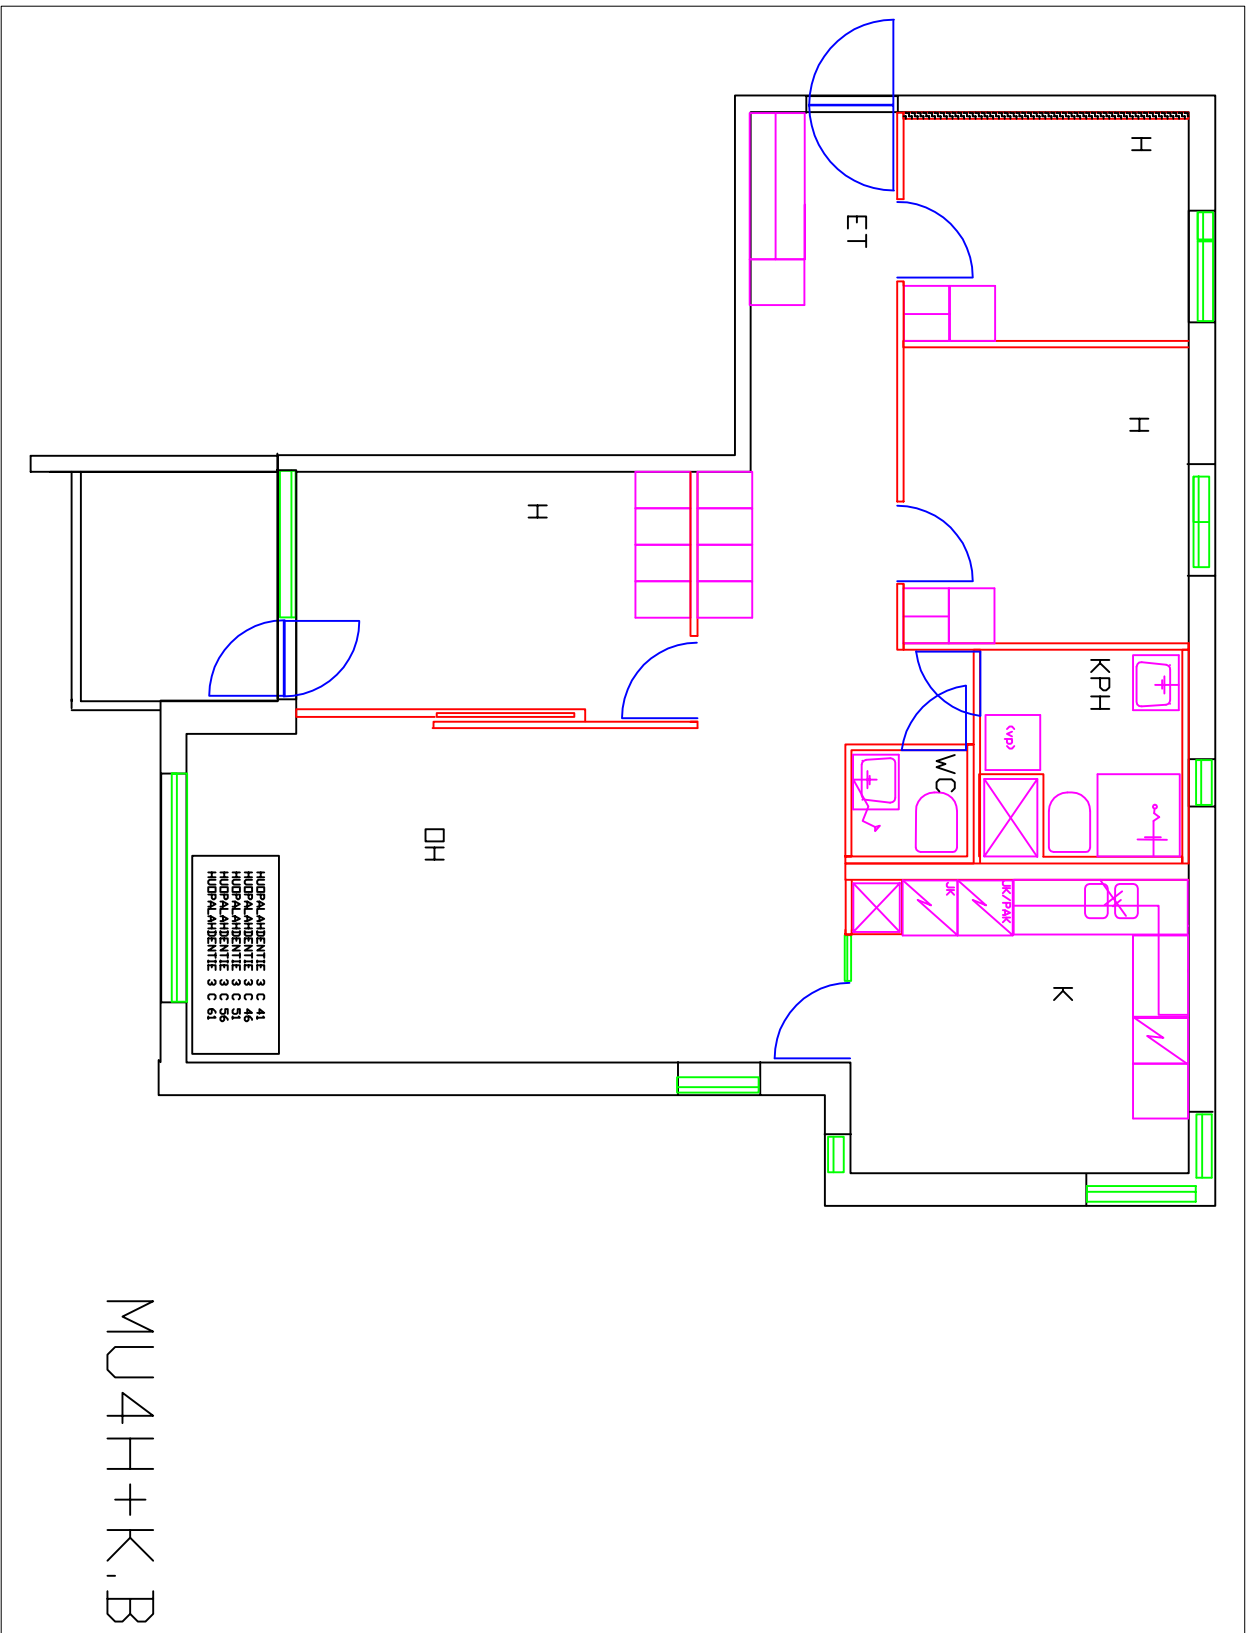 H
ET
H
H
KPH
(vp)
WC
OH
JK/PAK
JK
K
HUOPALAHDENTIE 3 C 41
HUOPALAHDENTIE 3 C 46
HUOPALAHDENTIE 3 C 51
HUOPALAHDENTIE 3 C 56
HUOPALAHDENTIE 3 C 61
MU4H+K.B